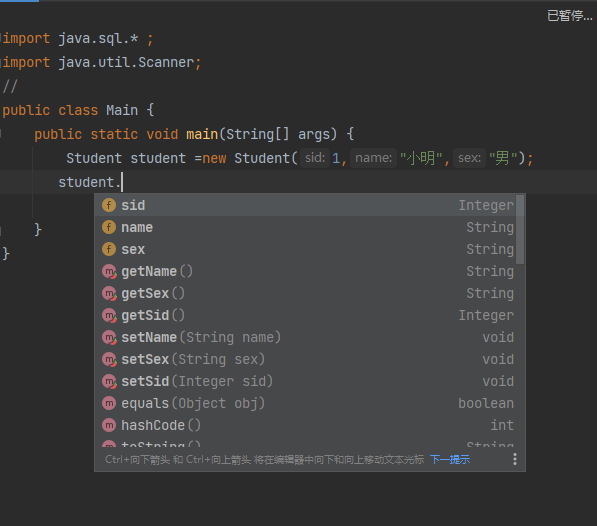 已暂停...
import java.sql.* ;
import java.util.Scanner;
//
public class Main {
public static void main(String[] args) {
Student student =new Student( sid: 1, name: "小明", sex: "男");
student.
f sid Integer
f name String
f sex String
m getName() String
m getSex() String
m getSid() Integer
m setName(String name) void
m setSex(String sex) void
m setSid(Integer sid) void
m equals(Object obj) boolean
m hashCode() int
m toString() String
Ctrl+向下箭头 和 Ctrl+向上箭头 将在编辑器中向下和向上移动文本光标 下一提示
}
}